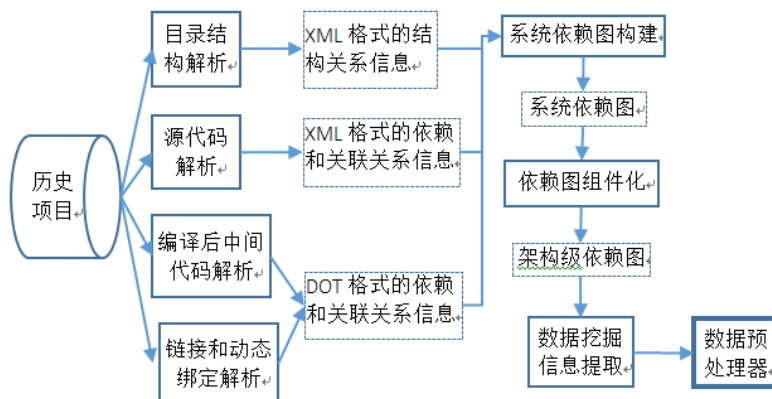 目录结
构解析
XML 格式的结
构关系信息
系统依赖图构建
系统依赖图
源代码
解析
XML 格式的依赖
和关联关系信息
历史
项目
依赖图组件化
编译后中间
代码解析
架构级依赖图
DOT 格式的依赖
和关联关系信息
链接和动态
绑定解析
数据挖掘
信息提取
数据预
处理器